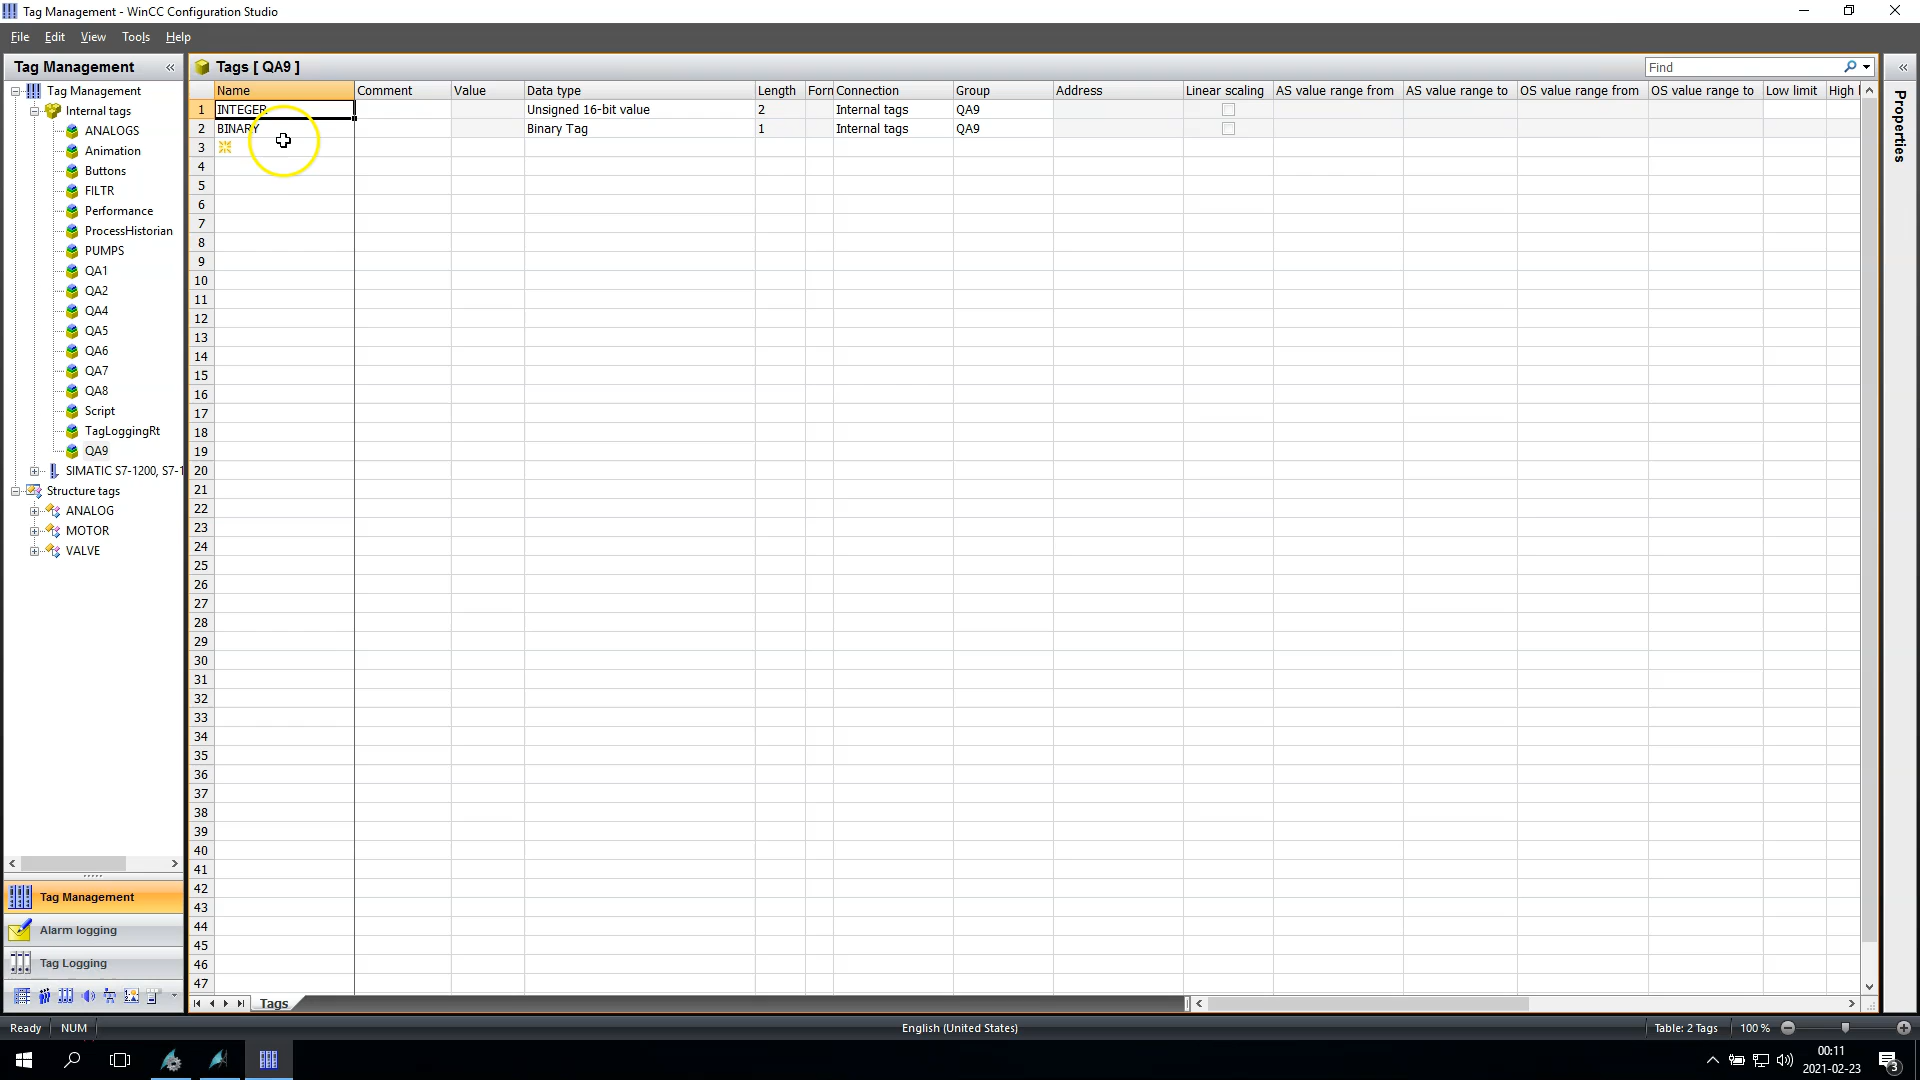 Tag Management - WinCC Configuration Studio
File Edit View Tools Help
Tag Management «
Tags [ QA9 ]
Find
«
Properties
Tag Management
Internal tags
ANALOGS
Animation
Buttons
FILTR
Performance
ProcessHistorian
PUMPS
QA1
QA2
QA4
QA5
QA6
QA7
QA8
Script
TagLoggingRt
QA9
SIMATIC S7-1200, S7-1
Structure tags
ANALOG
MOTOR
VALVE
Name Comment Value Data type Length Forn Connection Group Address Linear scaling AS value range from AS value range to OS value range from OS value range to Low limit High l
1 INTEGER Unsigned 16-bit value 2 Internal tags QA9
2 BINARY Binary Tag 1 Internal tags QA9
3
4
5
6
7
8
9
10
11
12
13
14
15
16
17
18
19
20
21
22
23
24
25
26
27
28
29
30
31
32
33
34
35
36
37
38
39
40
41
42
43
44
45
46
47
Tag Management
Alarm logging
Tag Logging
Tags
Ready NUM English (United States) Table: 2 Tags 100 %
00:11
2021-02-23
3